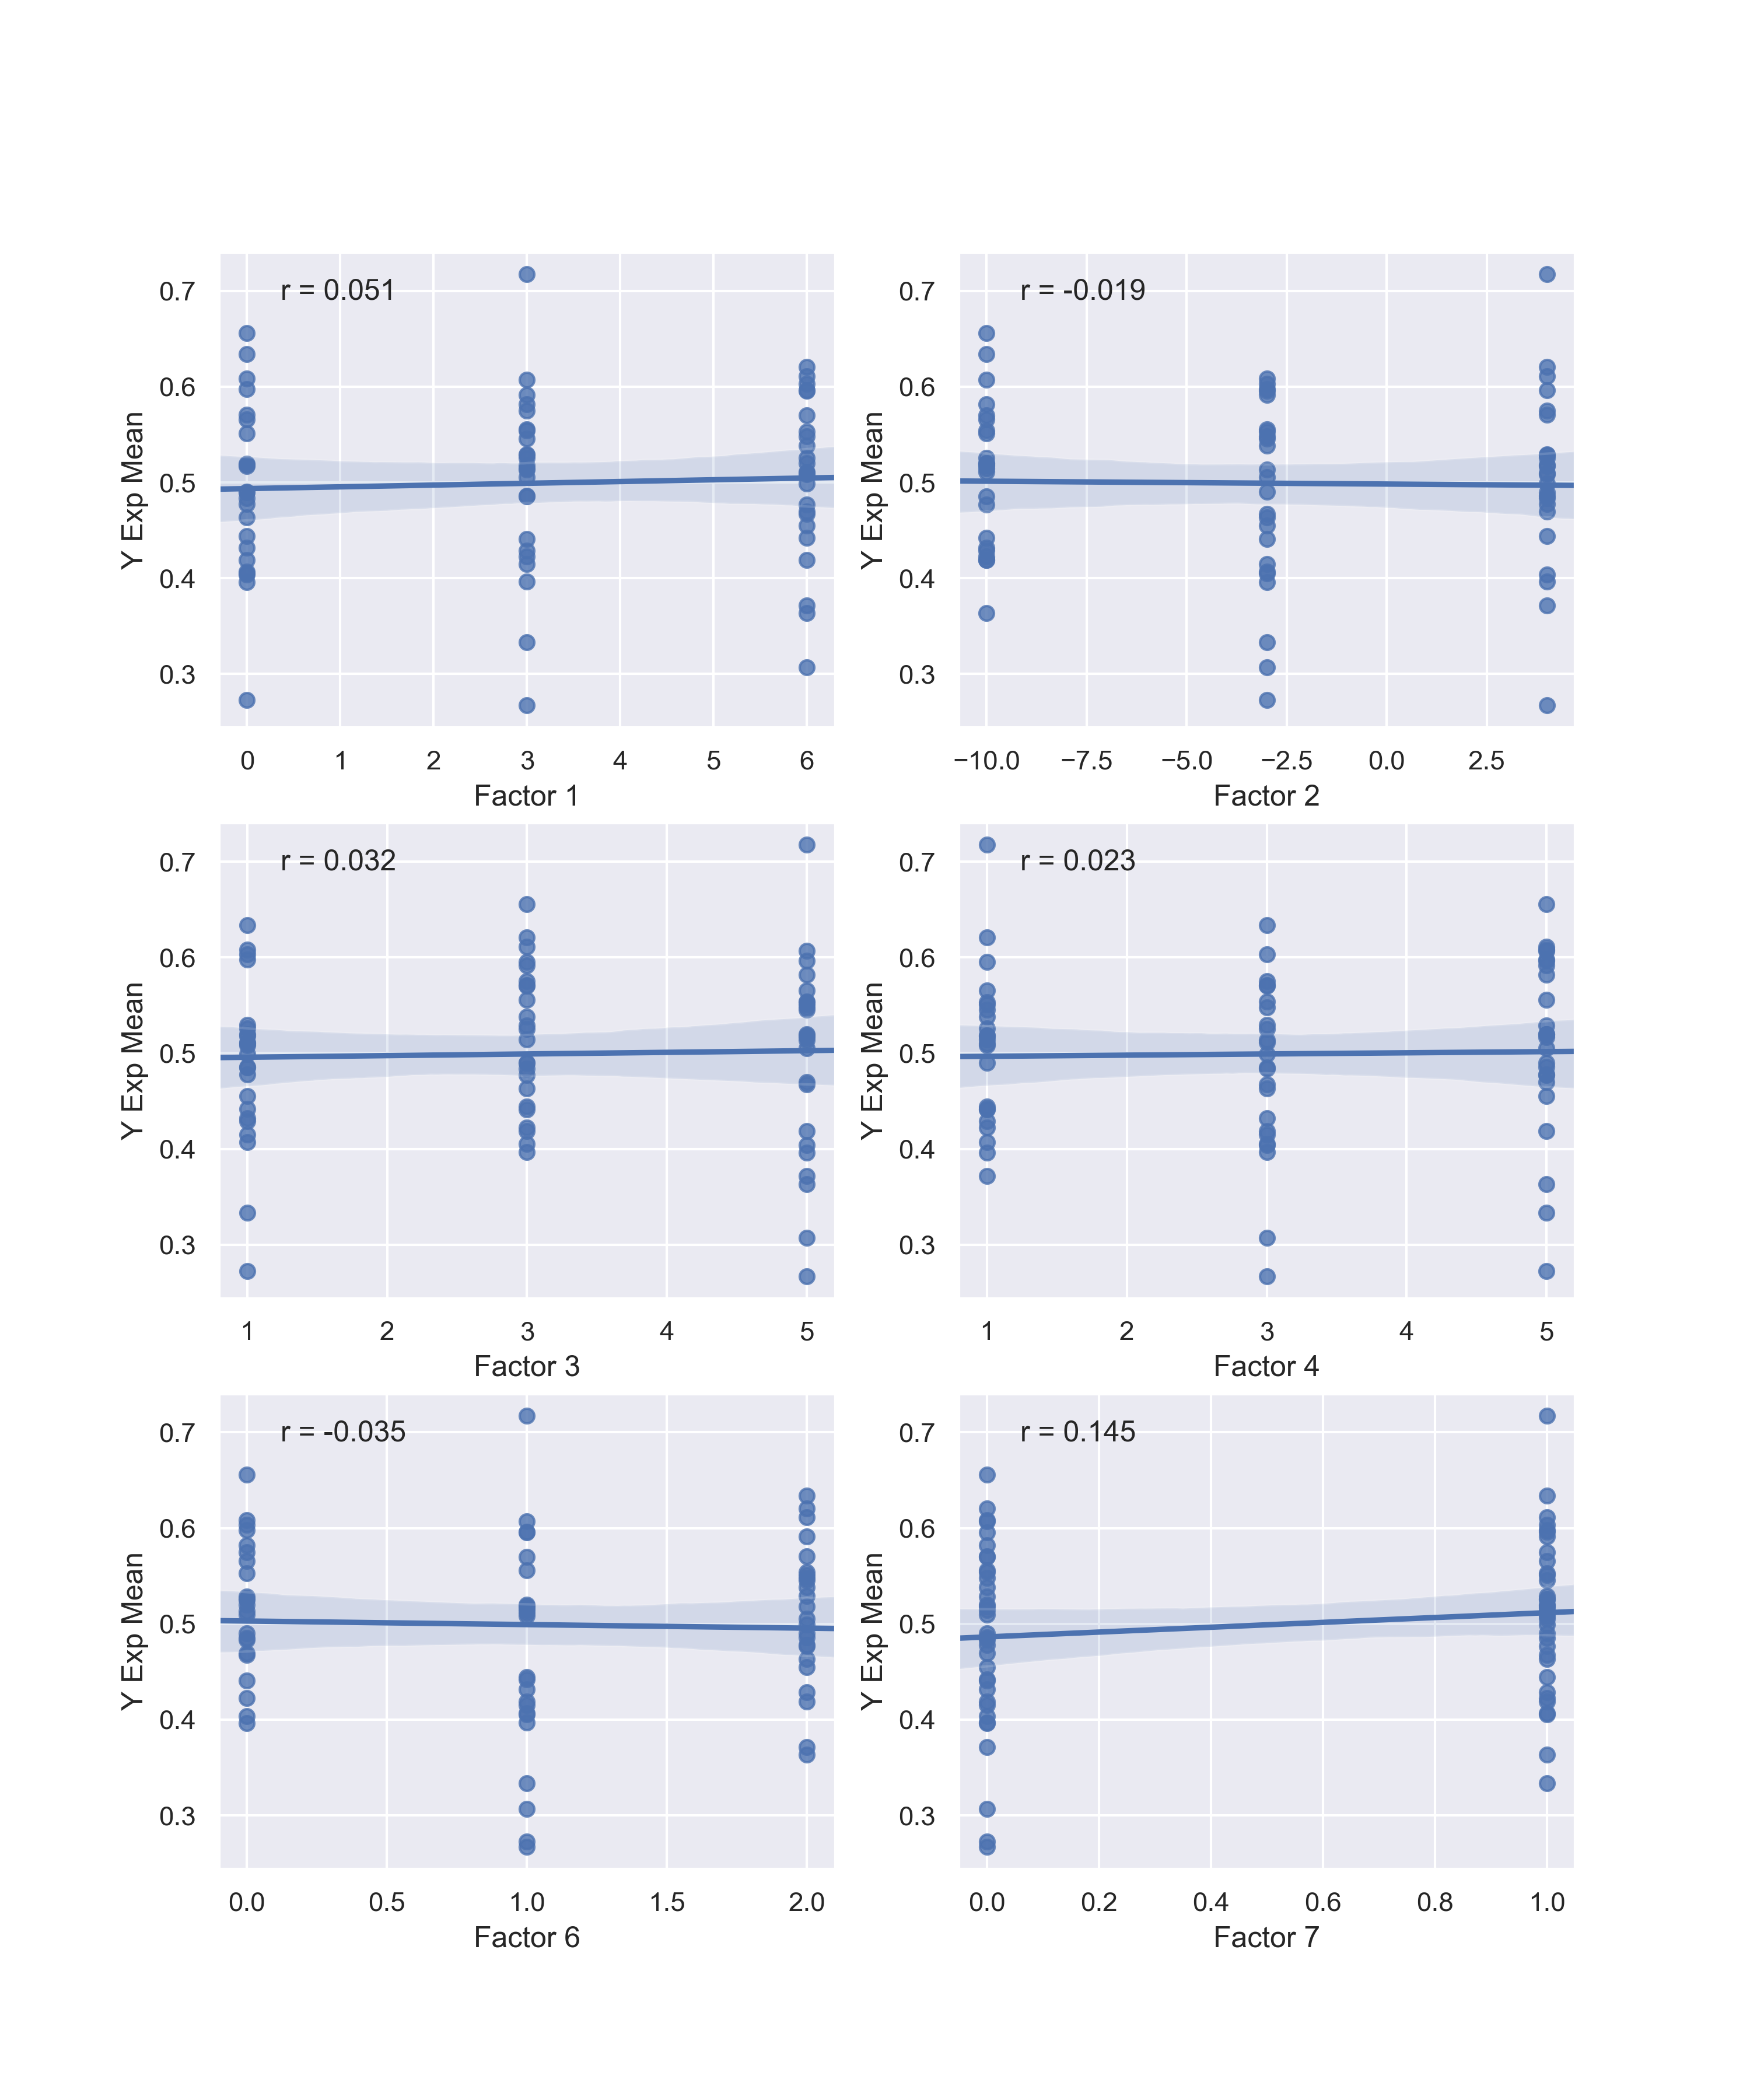 r = 0.051
0.7
0.6
0.5
0.4
0.3
Y Exp Mean
0 1 2 3 4 5 6
Factor 1
r = -0.019
0.7
0.6
0.5
0.4
0.3
Y Exp Mean
−10.0 −7.5 −5.0 −2.5 0.0 2.5
Factor 2
r = 0.032
0.7
0.6
0.5
0.4
0.3
Y Exp Mean
1 2 3 4 5
Factor 3
r = 0.023
0.7
0.6
0.5
0.4
0.3
Y Exp Mean
1 2 3 4 5
Factor 4
r = -0.035
0.7
0.6
0.5
0.4
0.3
Y Exp Mean
0.0 0.5 1.0 1.5 2.0
Factor 6
r = 0.145
0.7
0.6
0.5
0.4
0.3
Y Exp Mean
0.0 0.2 0.4 0.6 0.8 1.0
Factor 7